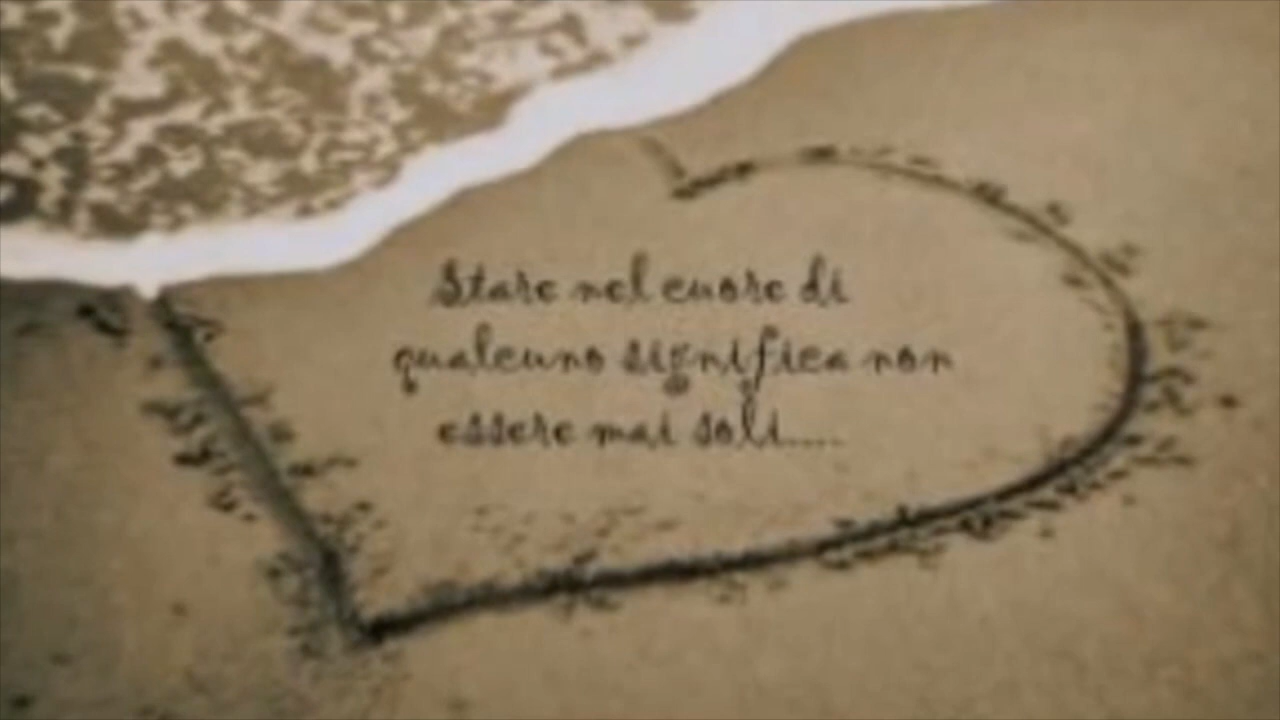 Stare nel cuore di
qualcuno significa non
essere mai soli.....